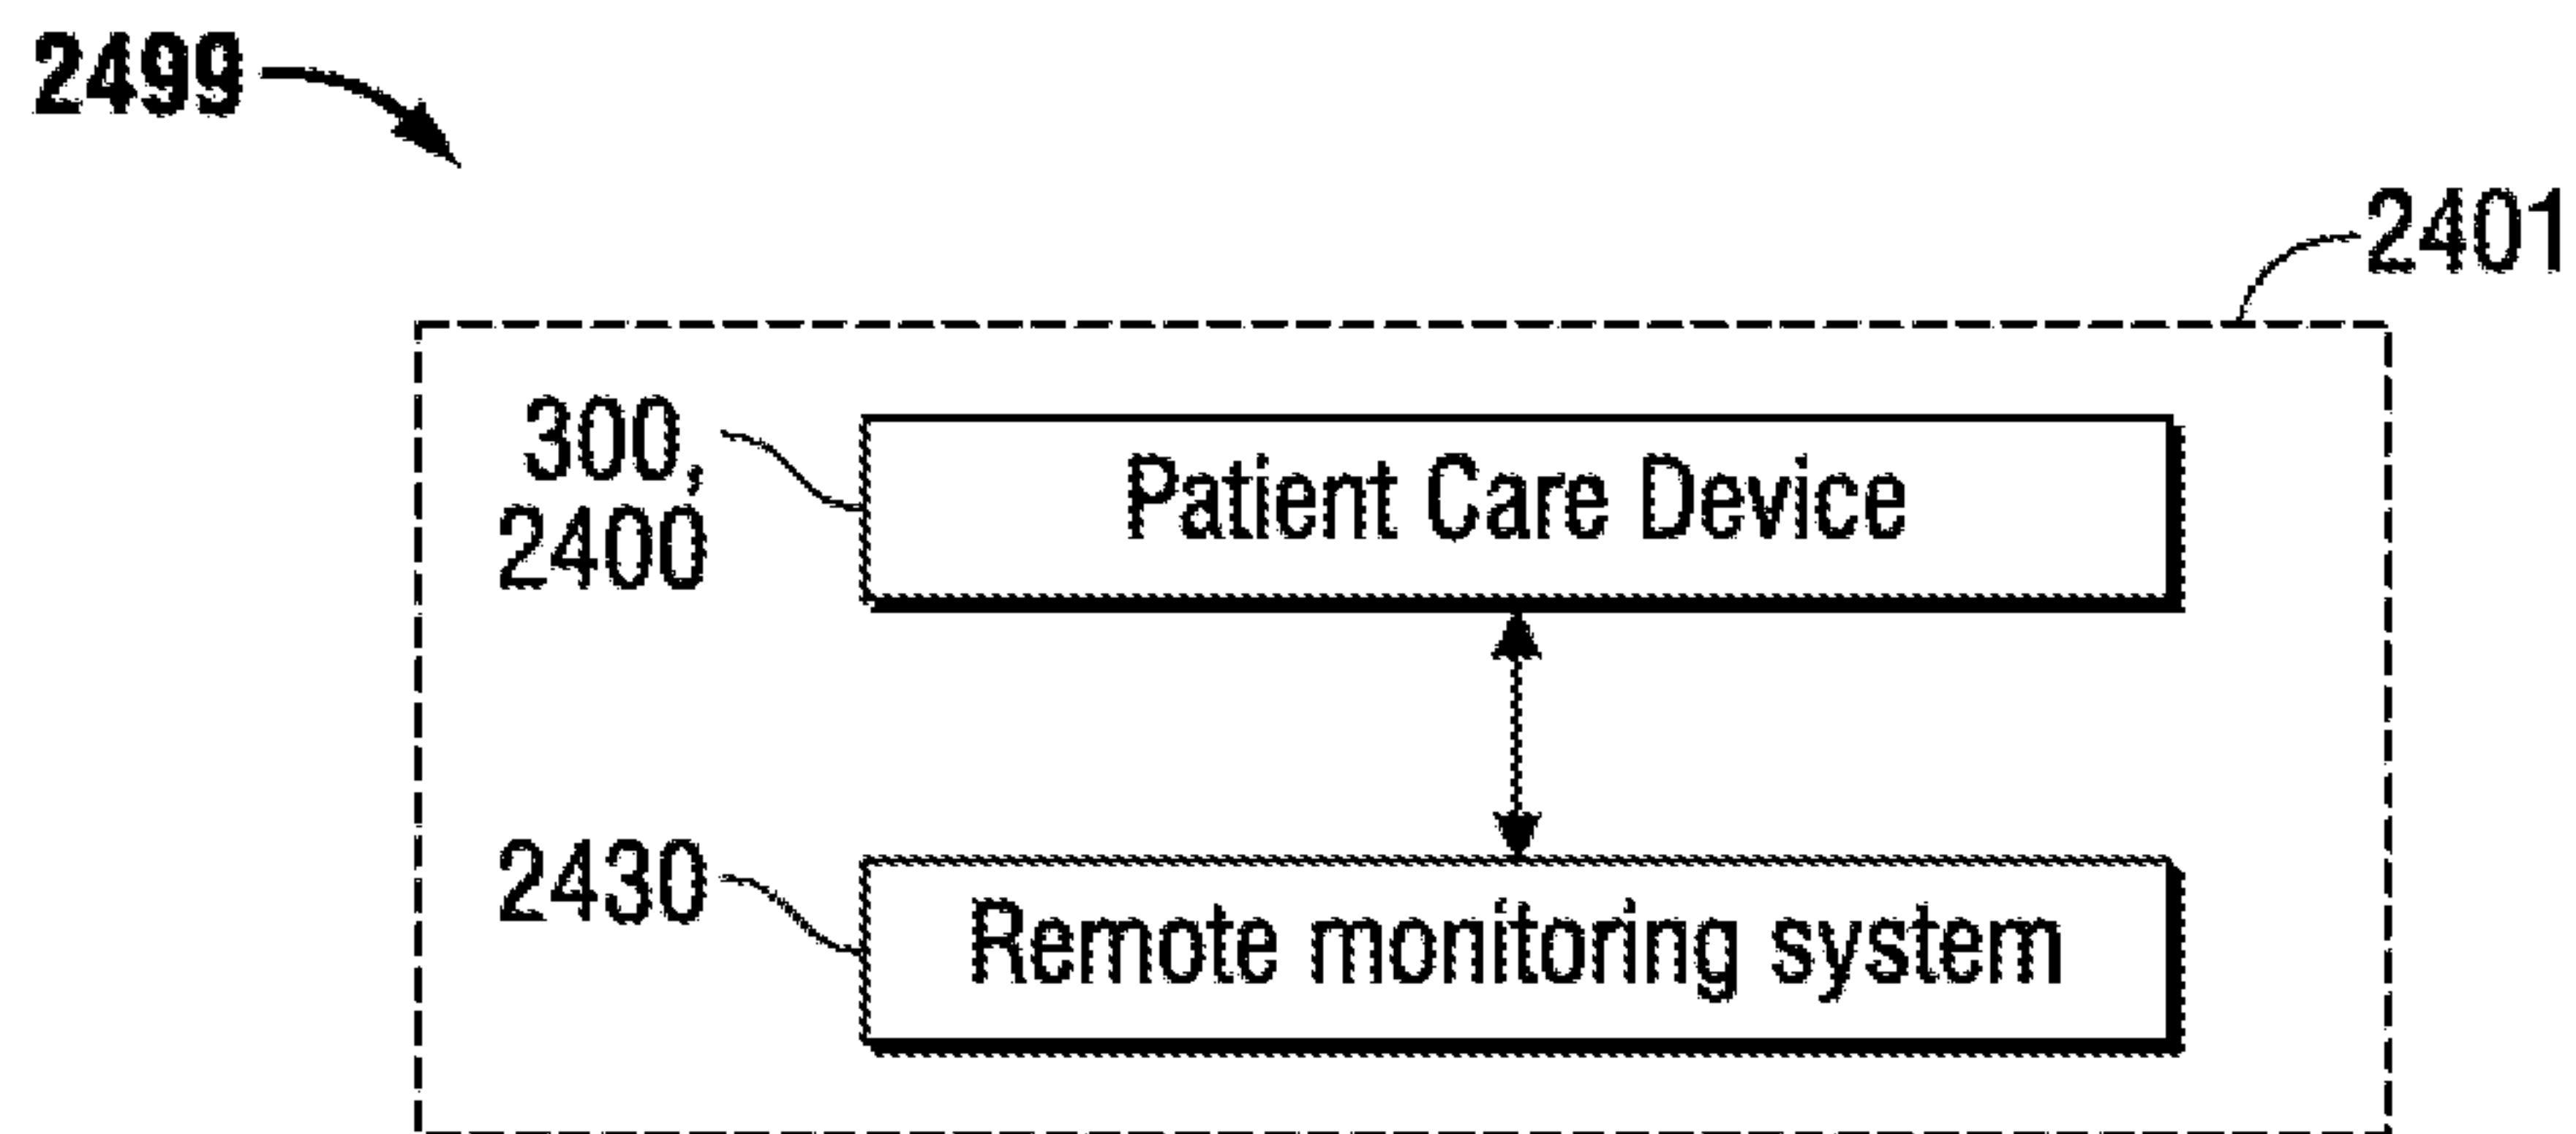 2499
2401
300,
2400
Patient Care Device
2430
Remote monitoring system